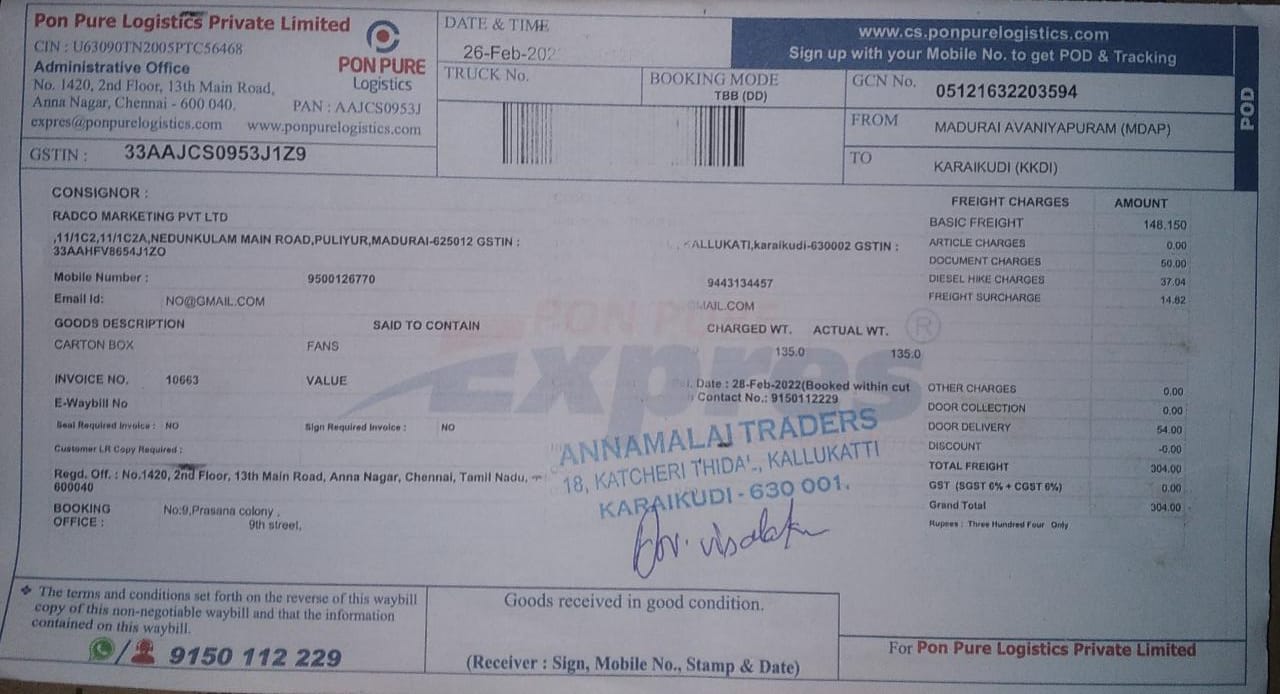 Pon Pure Logistics Private Limited
CIN : U63090TN2005PTC56468
Administrative Office
No. 1420, 2nd Floor, 13th Main Road,
Anna Nagar, Chennai - 600 040.
PAN : AAJCS0953J
expres@ponpurelogistics.com www.ponpurelogistics.com
GSTIN : 33AAJCS0953J1Z9
PON PURE
Logistics
DATE & TIME
26-Feb-202
TRUCK No.
BOOKING MODE
TBB (DD)
www.cs.ponpurelogistics.com
Sign up with your Mobile No. to get POD & Tracking
GCN No. 05121632203594
FROM MADURAI AVANIYAPURAM (MDAP)
TO KARAIKUDI (KKDI)
POD
CONSIGNOR :
RADCO MARKETING PVT LTD
,11/1C2,11/1C2A,NEDUNKULAM MAIN ROAD,PULIYUR,MADURAI-625012 GSTIN :
33AAHFV8654J1ZO
Mobile Number : 9500126770
Email Id: NO@GMAIL.COM
KALLUKATI,karaikudi-630002 GSTIN :
9443134457
MAIL.COM
GOODS DESCRIPTION SAID TO CONTAIN
CARTON BOX FANS
CHARGED WT. ACTUAL WT.
135.0 135.0
PON PURE
Expres
®
INVOICE NO. 10663 VALUE
E-Waybill No
Seal Required Invoice : NO Sign Required Invoice : NO
Customer LR Copy Required :
Date : 28-Feb-2022(Booked within cut
Contact No.: 9150112229
Regd. Off. : No.1420, 2nd Floor, 13th Main Road, Anna Nagar, Chennai, Tamil Nadu,
600040
BOOKING OFFICE : No:9,Prasana colony ,
9th street,
ANNAMALAI TRADERS
18, KATCHERI THIDAL, KALLUKATTI
KARAIKUDI - 630 001.
FREIGHT CHARGES AMOUNT
BASIC FREIGHT 148.150
ARTICLE CHARGES 0.00
DOCUMENT CHARGES 50.00
DIESEL HIKE CHARGES 37.04
FREIGHT SURCHARGE 14.82
OTHER CHARGES 0.00
DOOR COLLECTION 0.00
DOOR DELIVERY 54.00
DISCOUNT -0.00
TOTAL FREIGHT 304.00
GST (SGST 6% + CGST 6%) 0.00
Grand Total 304.00
Rupees : Three Hundred Four Only
❖ The terms and conditions set forth on the reverse of this waybill
copy of this non-negotiable waybill and that the information
contained on this waybill.
9150 112 229
Goods received in good condition.
(Receiver : Sign, Mobile No., Stamp & Date)
For Pon Pure Logistics Private Limited